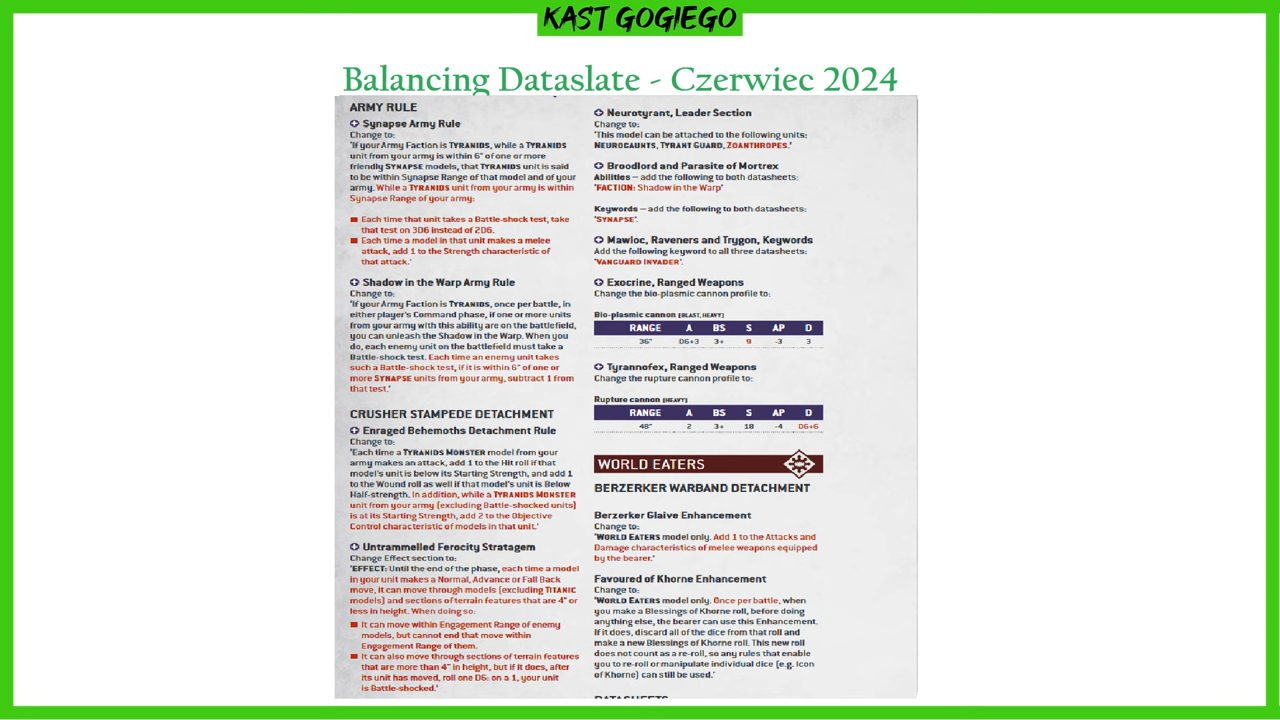 KAST GOGIEGO
Balancing Dataslate - Czerwiec 2024
ARMY RULE
Synapse Army Rule
Change to:
'If your Army Faction is TYRANIDS, while a TYRANIDS
unit from your army is within 6" of one or more
friendly SYNAPSE models, that TYRANIDS unit is said
to be within Synapse Range of that model and of your
army. While a TYRANIDS unit from your army is within
Synapse Range of your army:
Each time that unit takes a Battle-shock test, take
that test on 3D6 instead of 2D6.
Each time a model in that unit makes a melee
attack, add 1 to the Strength characteristic of
that attack.'
Shadow in the Warp Army Rule
Change to:
'If your Army Faction is TYRANIDS, once per battle, in
either player's Command phase, if one or more units
from your army with this ability are on the battlefield,
you can unleash the Shadow in the Warp. When you
do, each enemy unit on the battlefield must take a
Battle-shock test. Each time an enemy unit takes
such a Battle-shock test, if it is within 6" of one or
more SYNAPSE units from your army, subtract 1 from
that test.'
CRUSHER STAMPEDE DETACHMENT
Enraged Behemoths Detachment Rule
Change to:
'Each time a TYRANIDS MONSTER model from your
army makes an attack, add 1 to the Hit roll if that
model's unit is below its Starting Strength, and add 1
to the Wound roll as well if that model's unit is Below
Half-strength. In addition, while a TYRANIDS MONSTER
unit from your army (excluding Battle-shocked units)
is at its Starting Strength, add 2 to the Objective
Control characteristic of models in that unit.'
Untrammelled Ferocity Stratagem
Change Effect section to:
'EFFECT: Until the end of the phase, each time a model
in your unit makes a Normal, Advance or Fall Back
move, it can move through models (excluding TITANIC
models) and sections of terrain features that are 4" or
less in height. When doing so:
It can move within Engagement Range of enemy
models, but cannot end that move within
Engagement Range of them.
It can also move through sections of terrain features
that are more than 4" in height, but if it does, after
its unit has moved, roll one D6: on a 1, your unit
is Battle-shocked.'
Neurotyrant, Leader Section
Change to:
'This model can be attached to the following units:
NEUROGAUNTS, TYRANT GUARD, ZOANTHROPES.'
Broodlord and Parasite of Mortrex
Abilities – add the following to both datasheets:
'FACTION: Shadow in the Warp'
Keywords – add the following to both datasheets:
'SYNAPSE'.
Mawloc, Raveners and Trygon, Keywords
Add the following keyword to all three datasheets:
'VANGUARD INVADER'.
Exocrine, Ranged Weapons
Change the bio-plasmic cannon profile to:
Bio-plasmic cannon [BLAST, HEAVY]
RANGE A BS S AP D
36" D6+3 3+ 9 -3 3
Tyrannofex, Ranged Weapons
Change the rupture cannon profile to:
Rupture cannon [HEAVY]
RANGE A BS S AP D
48" 2 3+ 18 -4 D6+6
WORLD EATERS
BERZERKER WARBAND DETACHMENT
Berzerker Glaive Enhancement
Change to:
'WORLD EATERS model only. Add 1 to the Attacks and
Damage characteristics of melee weapons equipped
by the bearer.'
Favoured of Khorne Enhancement
Change to:
'WORLD EATERS model only. Once per battle, when
you make a Blessings of Khorne roll, before doing
anything else, the bearer can use this Enhancement.
If it does, discard all of the dice from that roll and
make a new Blessings of Khorne roll. This new roll
does not count as a re-roll, so any rules that enable
you to re-roll or manipulate individual dice (e.g. Icon
of Khorne) can still be used.'